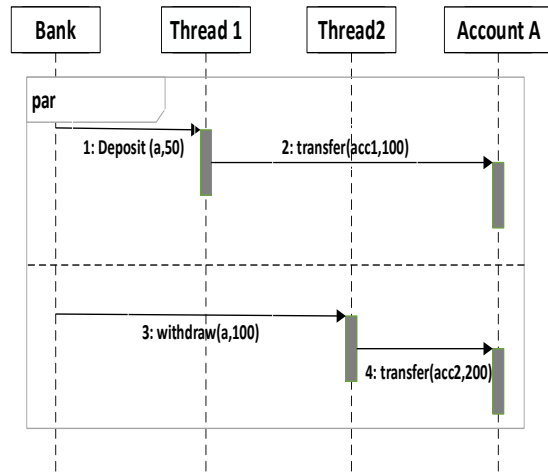 Bank
Thread 1
Thread2
Account A
par
1: Deposit (a,50)
2: transfer(acc1,100)
3: withdraw(a,100)
4: transfer(acc2,200)